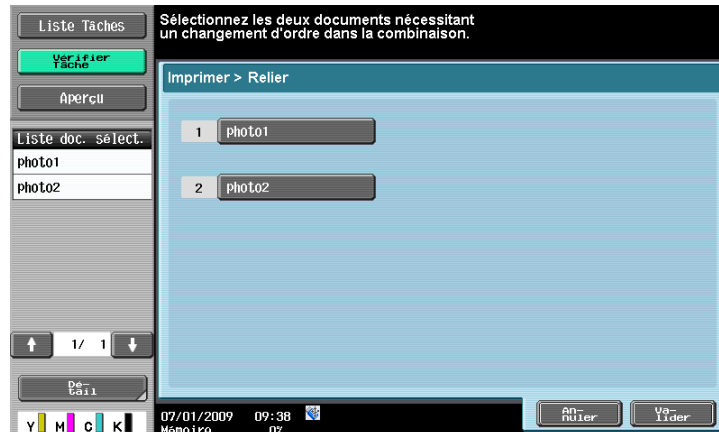 Liste Tâches
Vérifier
Tâche
Aperçu
Liste doc. sélect.
photo1
photo2
1/ 1
Dé-
tail
Y M C K
Sélectionnez les deux documents nécessitant
un changement d'ordre dans la combinaison.
Imprimer > Relier
1 photo1
2 photo2
07/01/2009 09:38
Mémoire 0%
An-
nuler
Va-
lider